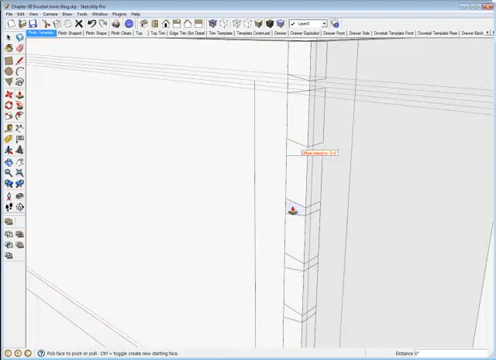 Chapter VII Dovetail Joints Blog.skp - SketchUp Pro
File Edit View Camera Draw Tools Window Plugins Help
Layer0
Plinth Template Plinth Shaped Plinth Shape Plinth Cleats Top Top Trim Edge Trim Slot Detail Trim Template Template Continued Drawer Drawer Exploded Drawer Front Drawer Side Dovetail Template Front Dovetail Template Rear Drawer Back
Pick face to push or pull. Ctrl = toggle create new starting face.
Distance 0"